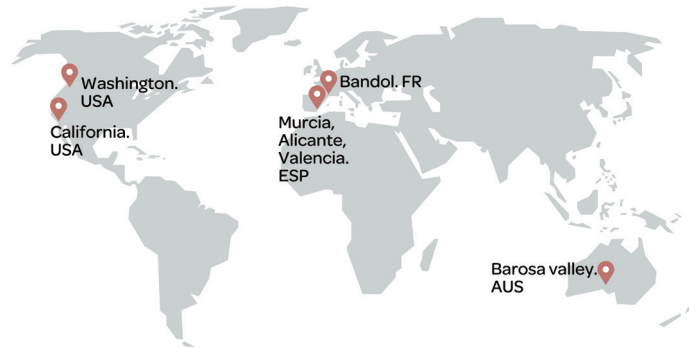 Washington.
USA
California.
USA
Bandol. FR
Murcia,
Alicante,
Valencia.
ESP
Barosa valley.
AUS